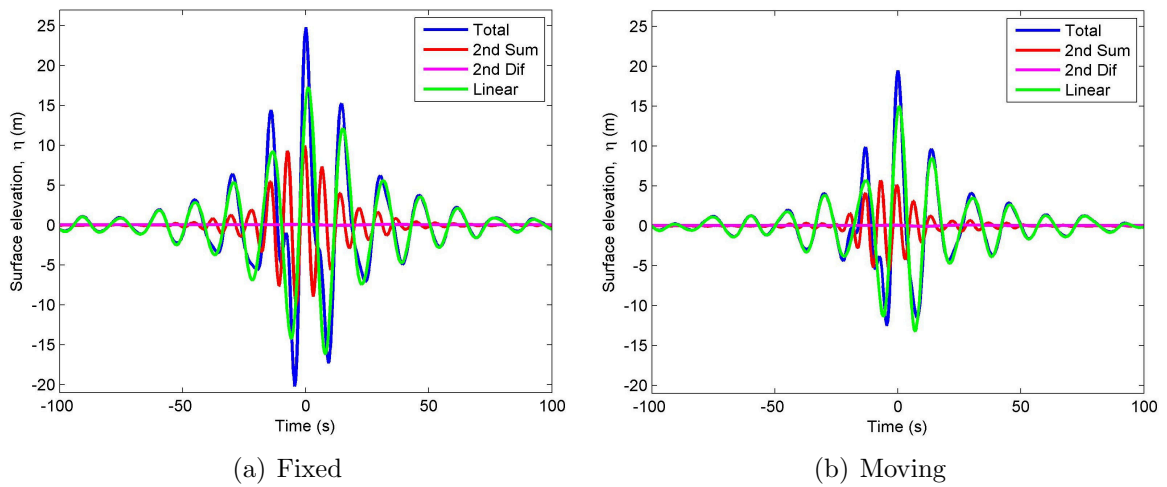 25
20
15
10
5
0
-5
-10
-15
-20
Surface elevation, η (m)
Total
2nd Sum
2nd Dif
Linear
-100 -50 0 50 100
Time (s)
(a) Fixed
25
20
15
10
5
0
-5
-10
-15
-20
Surface elevation, η (m)
Total
2nd Sum
2nd Dif
Linear
-100 -50 0 50 100
Time (s)
(b) Moving